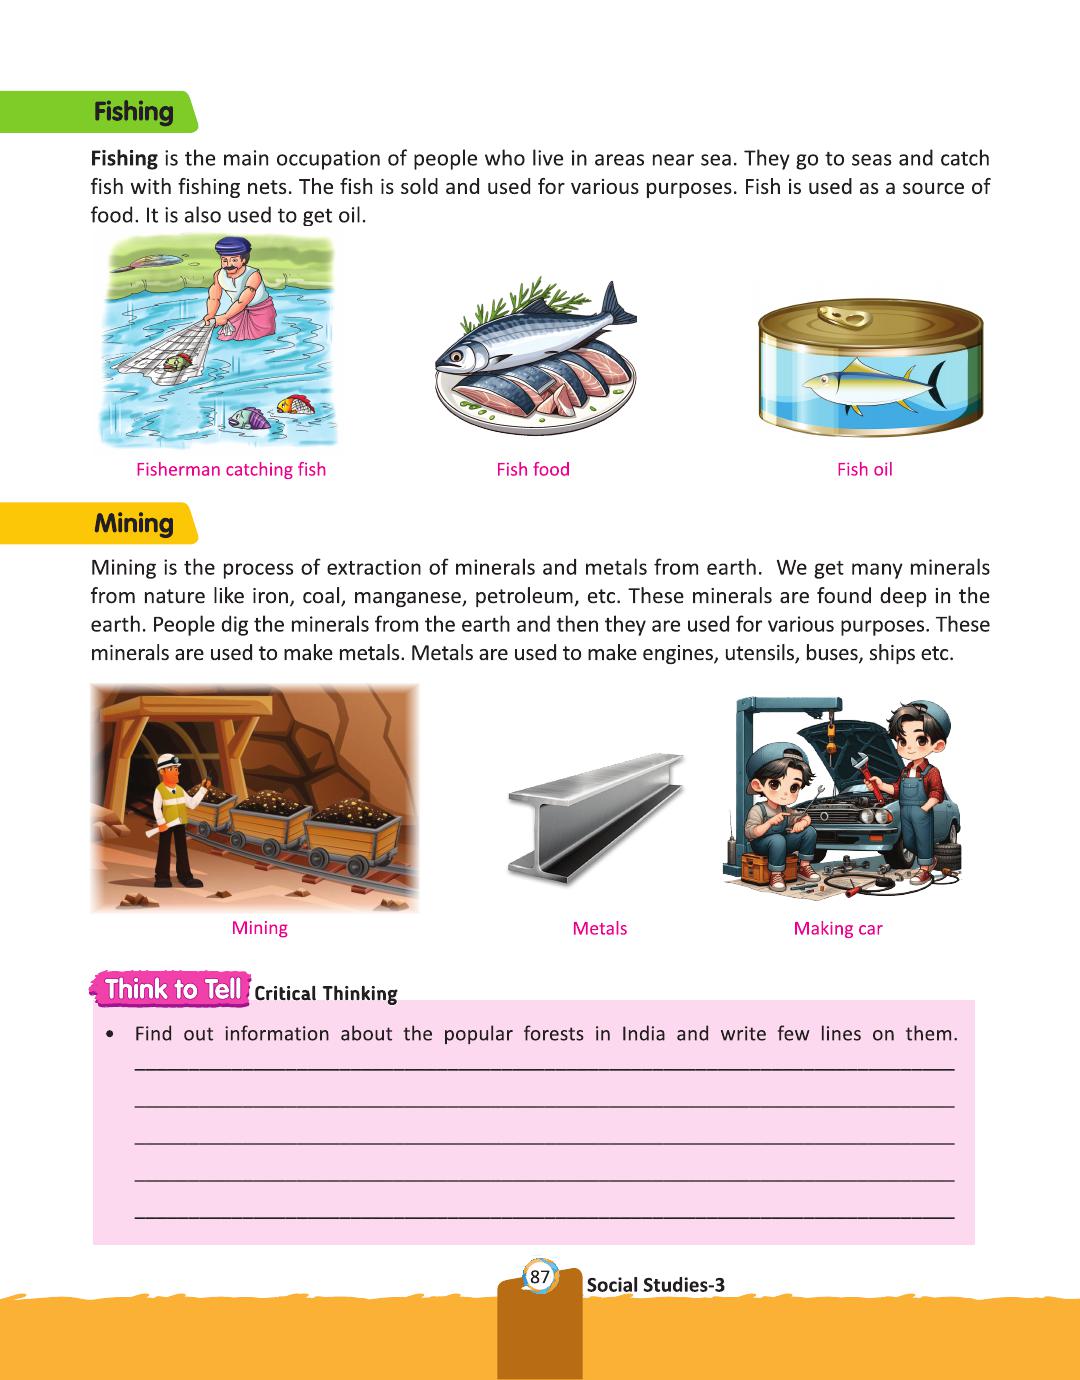 Fishing
Fishing is the main occupation of people who live in areas near sea. They go to seas and catch
fish with fishing nets. The fish is sold and used for various purposes. Fish is used as a source of
food. It is also used to get oil.
Fisherman catching fish
Fish food
Fish oil
Mining
Mining is the process of extraction of minerals and metals from earth.  We get many minerals
from nature like iron, coal, manganese, petroleum, etc. These minerals are found deep in the
earth. People dig the minerals from the earth and then they are used for various purposes. These
minerals are used to make metals. Metals are used to make engines, utensils, buses, ships etc.
Mining
Metals
Making car
Think to Tell Critical Thinking
• Find out information about the popular forests in India and write few lines on them.
87
Social Studies-3